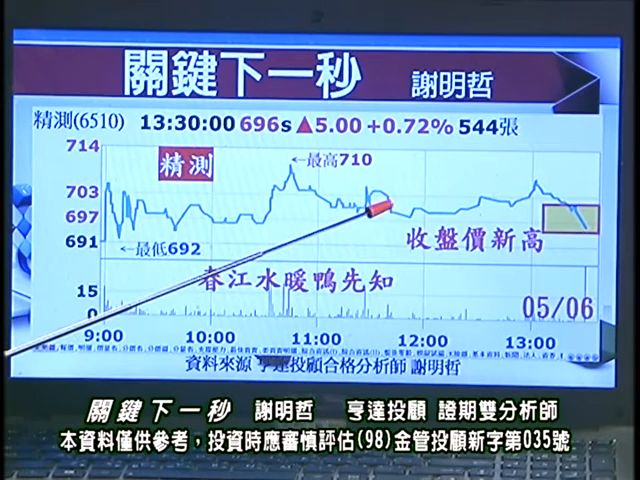 關鍵下一秒 謝明哲
精測(6510) 13:30:00 696s ▲5.00 +0.72% 544張
714
703
697
691
精測
←最高710
←最低692
收盤價新高
春江水暖鴨先知
15
0
05/06
9:00 10:00 11:00 12:00 13:00
資料來源 亨達投顧合格分析師 謝明哲
關鍵下一秒 謝明哲 亨達投顧 證期雙分析師
本資料僅供參考，投資時應審慎評估(98)金管投顧新字第035號